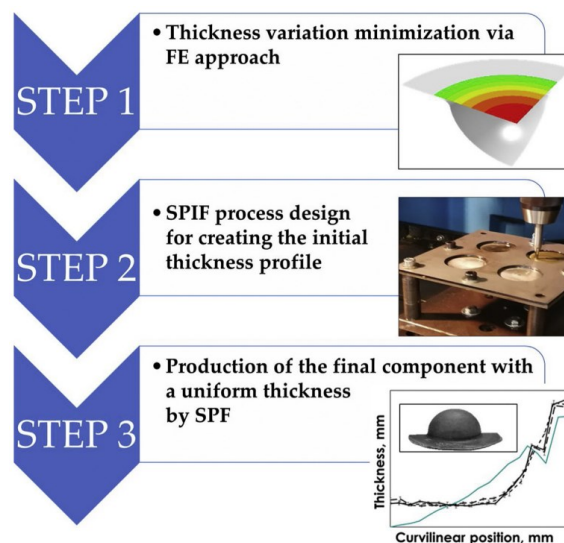 STEP 1
• Thickness variation minimization via
FE approach
STEP 2
• SPIF process design
for creating the initial
thickness profile
STEP 3
• Production of the final component with
a uniform thickness
by SPF
Thickness, mm
Curvilinear position, mm